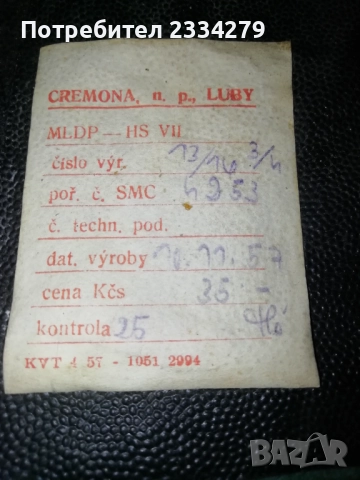 Потребител 2334279
CREMONA, n. p., LUBY
MLDP — HS VII
číslo výr. 13/16 3/4
poř. č. SMC 4953
č. techn. pod.
dat. výroby 11.57
cena Kčs 35 -
kontrola 25
KVT 4 57 - 1051 2994
BAZAR